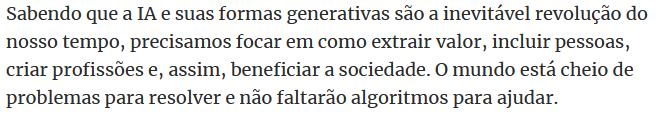 Sabendo que a IA e suas formas generativas são a inevitável revolução do
nosso tempo, precisamos focar em como extrair valor, incluir pessoas,
criar profissões e, assim, beneficiar a sociedade. O mundo está cheio de
problemas para resolver e não faltarão algoritmos para ajudar.